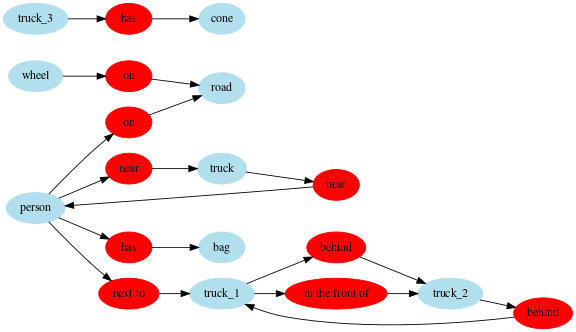 truck_3 has cone
wheel on road
on
near truck near
person
has bag behind
next to truck_1 in the front of truck_2 behind